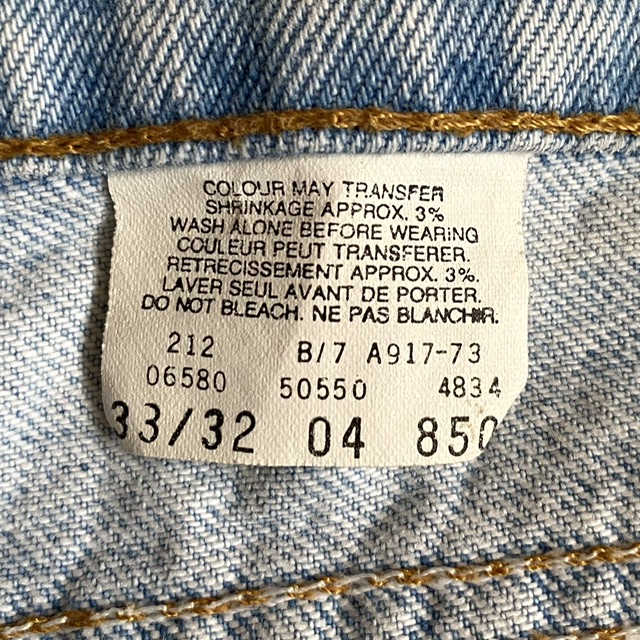 COLOUR MAY TRANSFER
SHRINKAGE APPROX. 3%
WASH ALONE BEFORE WEARING
COULEUR PEUT TRANSFERER.
RETRECISSEMENT APPROX. 3%.
LAVER SEUL AVANT DE PORTER.
DO NOT BLEACH. NE PAS BLANCHIR.
212 B/7 A917-73
06580 50550 4834
33/32 04 850